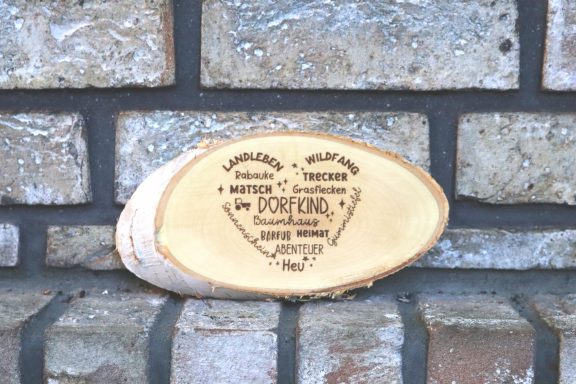 LANDLEBEN WILDFANG
Rabauke TRECKER
MATSCH Grasflecken
DORFKIND
Sonnenschein Baumhaus Gummistiefel
BARFUß HEIMAT
ABENTEUER
Heu